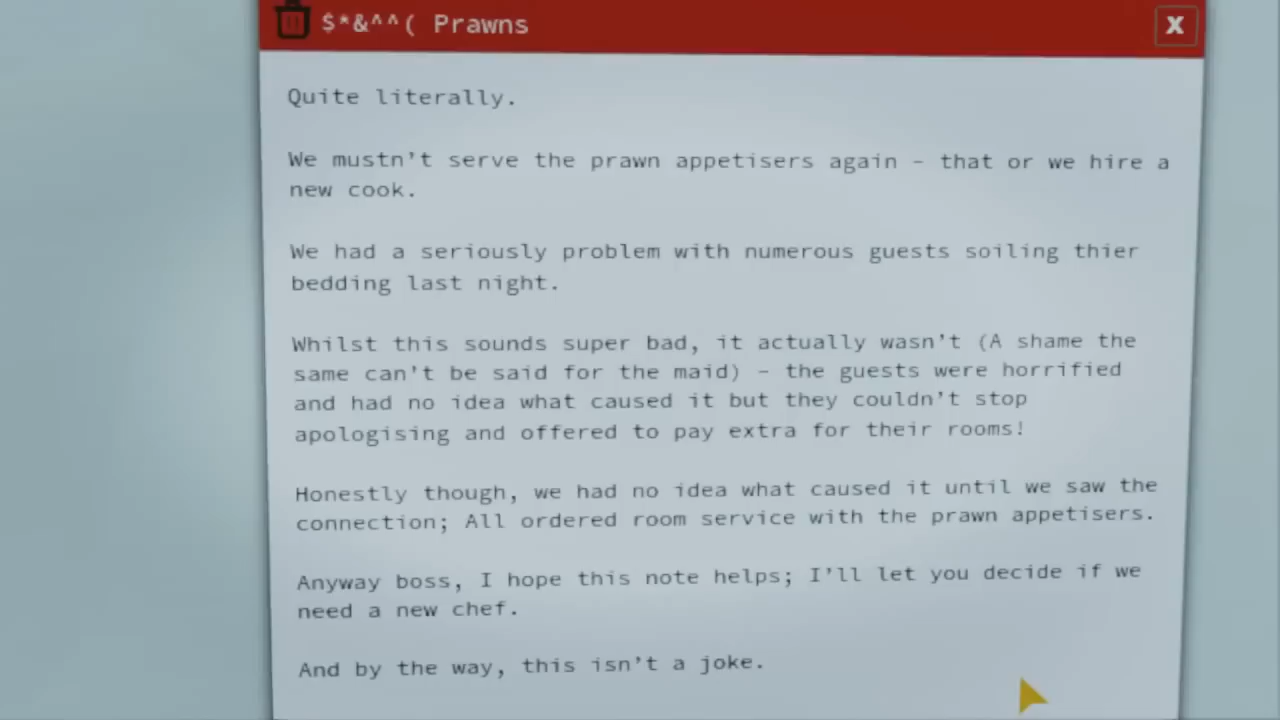 $*&^^( Prawns
X
Quite literally.
We mustn't serve the prawn appetisers again – that or we hire a
new cook.
We had a seriously problem with numerous guests soiling thier
bedding last night.
Whilst this sounds super bad, it actually wasn't (A shame the
same can't be said for the maid) – the guests were horrified
and had no idea what caused it but they couldn't stop
apologising and offered to pay extra for their rooms!
Honestly though, we had no idea what caused it until we saw the
connection; All ordered room service with the prawn appetisers.
Anyway boss, I hope this note helps; I'll let you decide if we
need a new chef.
And by the way, this isn't a joke.